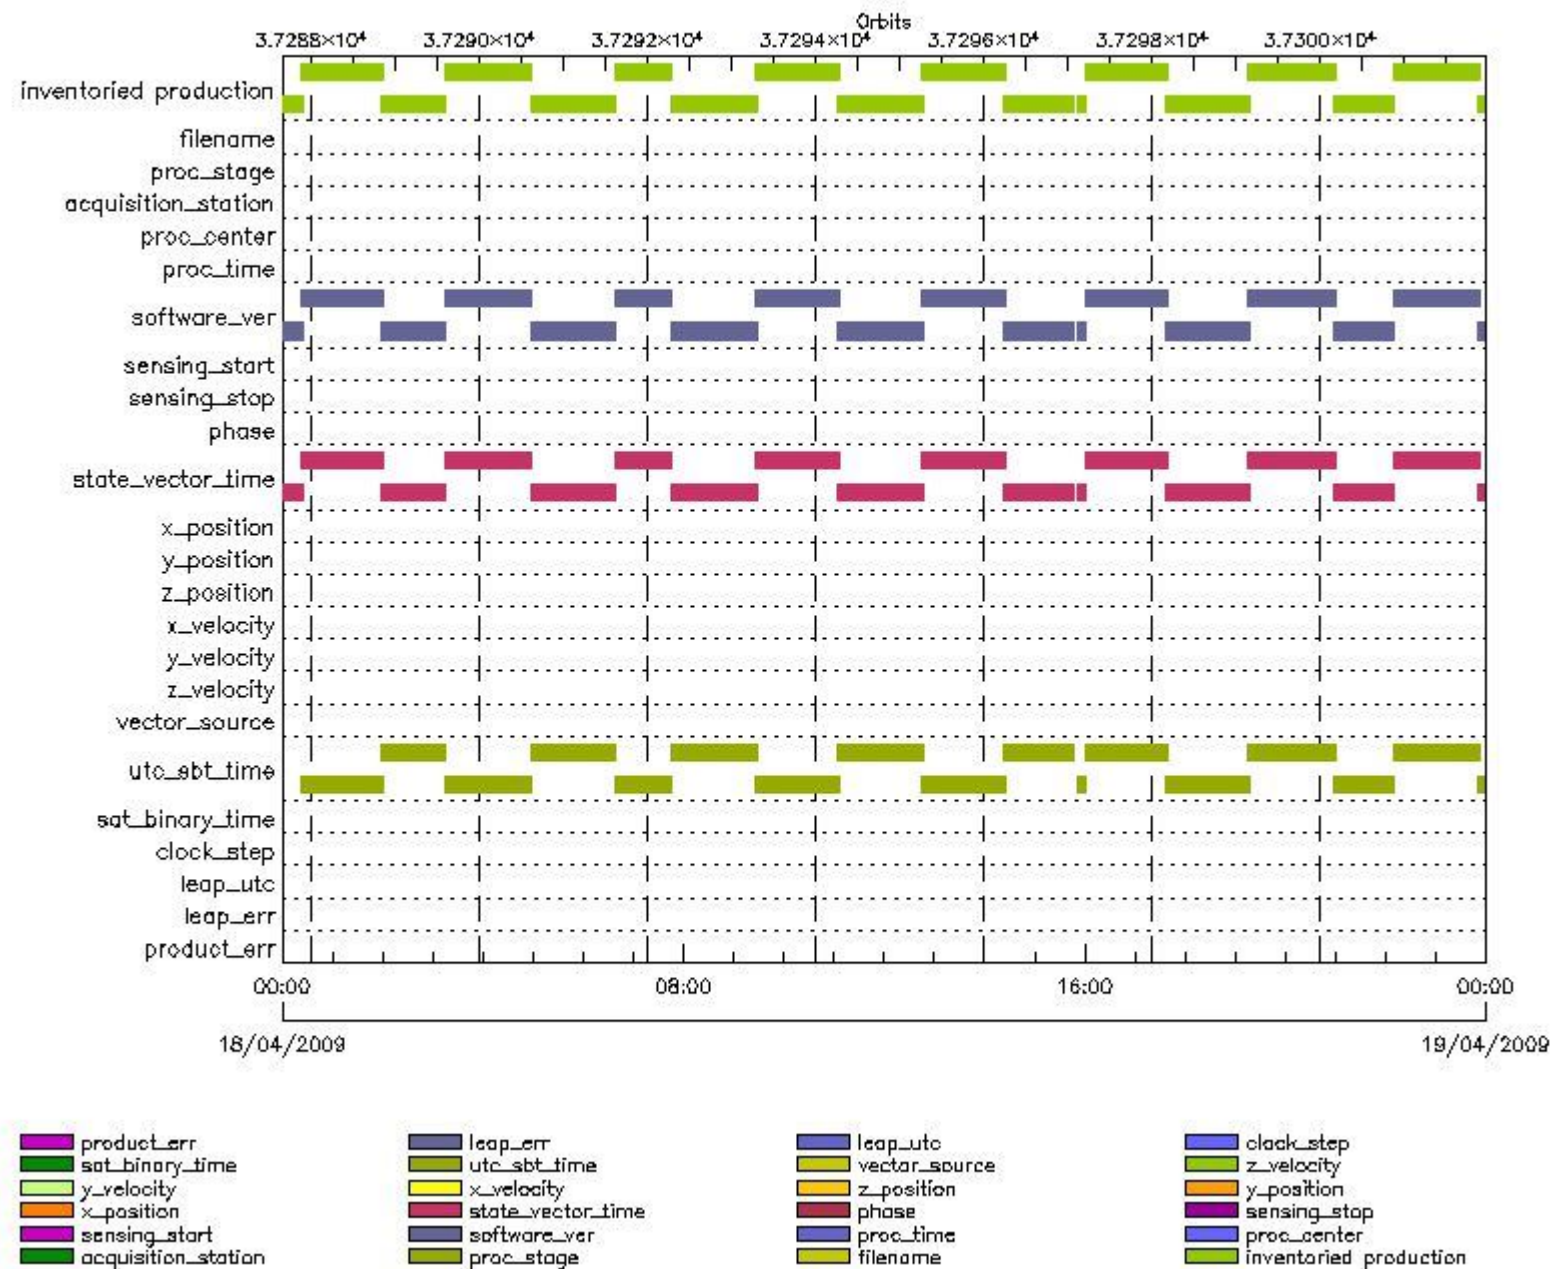 Orbits
3.7288×10⁴ 3.7290×10⁴ 3.7292×10⁴ 3.7294×10⁴ 3.7296×10⁴ 3.7298×10⁴ 3.7300×10⁴
inventoried production
filename
proc_stage
acquisition_station
proc_center
proc_time
software_ver
sensing_start
sensing_stop
phase
state_vector_time
x_position
y_position
z_position
x_velocity
y_velocity
z_velocity
vector_source
utc_sbt_time
sat_binary_time
clock_step
leap_utc
leap_err
product_err
00:00 08:00 16:00 00:00
18/04/2009 19/04/2009
product_err leap_err leap_utc clock_step
sat_binary_time utc_sbt_time vector_source z_velocity
y_velocity x_velocity z_position y_position
x_position state_vector_time phase sensing_stop
sensing_start software_ver proc_time proc_center
acquisition_station proc_stage filename inventoried production